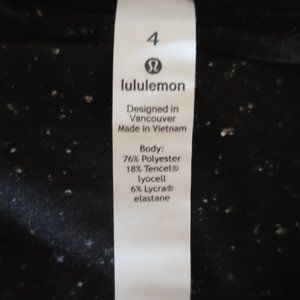 4
lululemon
Designed in
Vancouver
Made in Vietnam
Body:
76% Polyester
18% Tencel®
lyocell
6% Lycra®
elastane